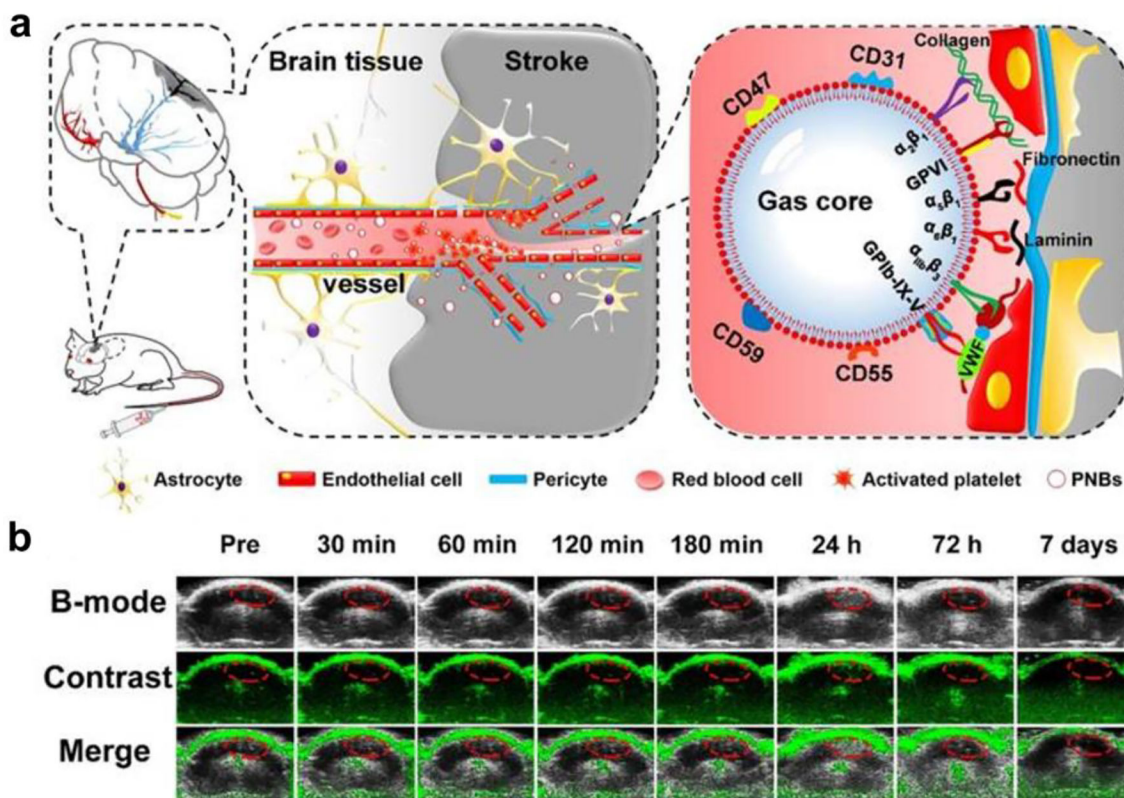 a
Brain tissue
Stroke
vessel
CD47
CD31
Collagen
Fibronectin
Laminin
Gas core
GPVI
α₅β₁
α₆β₁
αIIbβ₃
GPIb-IX-V
VWF
CD59
CD55
Astrocyte
Endothelial cell
Pericyte
Red blood cell
Activated platelet
PNBs
b
Pre 30 min 60 min 120 min 180 min 24 h 72 h 7 days
B-mode
Contrast
Merge